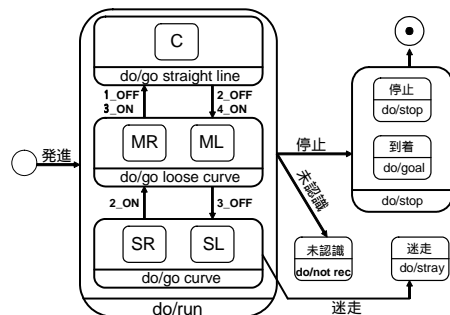 C
do/go straight line
1_OFF
3_ON
2_OFF
4_ON
MR
ML
do/go loose curve
2_ON
3_OFF
SR
SL
do/go curve
do/run
発進
停止
未認識
迷走
停止
do/stop
到着
do/goal
do/stop
未認識
do/not rec
迷走
do/stray